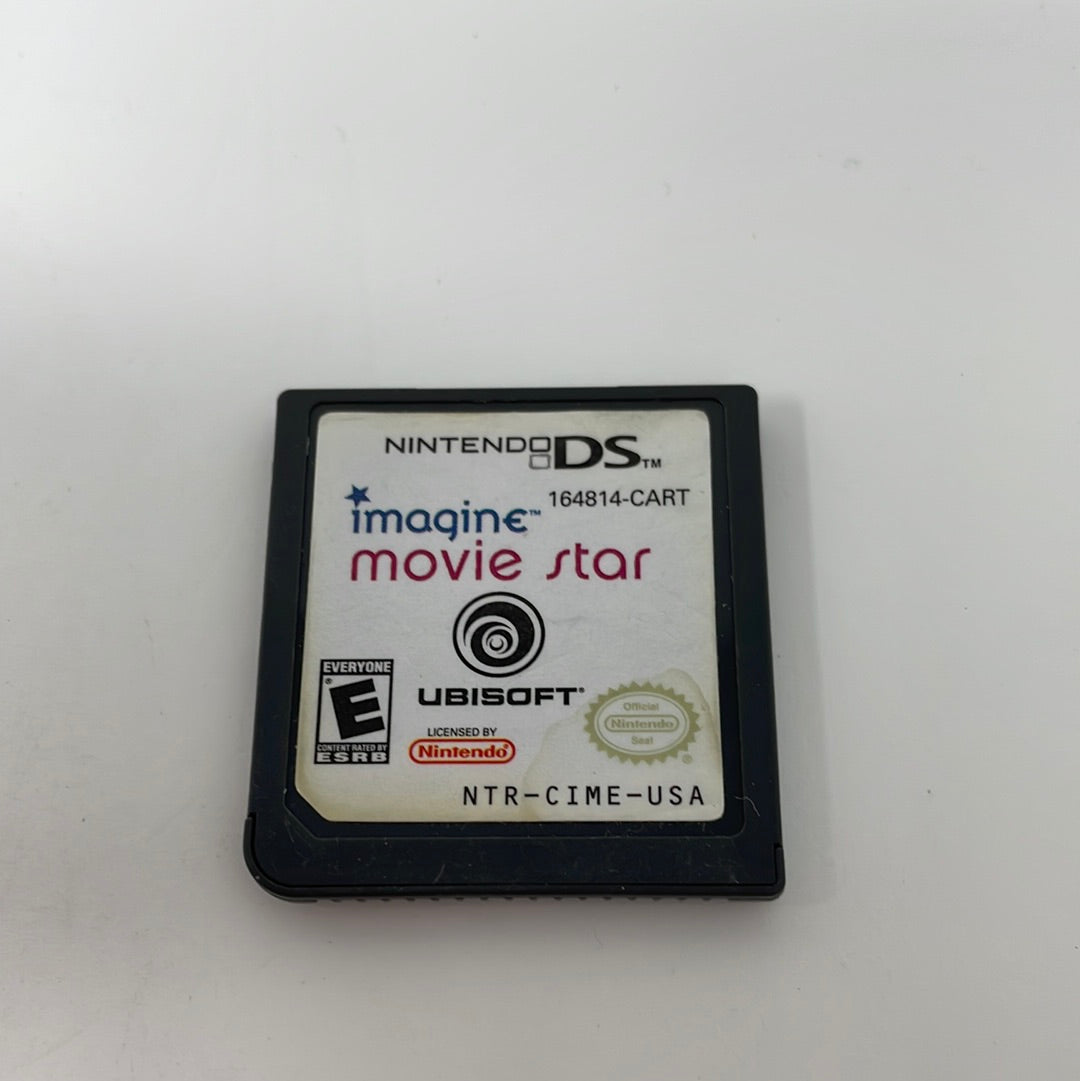 NINTENDO DS™
164814-CART
imagine™
movie star
UBISOFT®
EVERYONE
E
CONTENT RATED BY
ESRB
®
LICENSED BY
Nintendo®
Official
Nintendo
Seal
®
NTR-CIME-USA